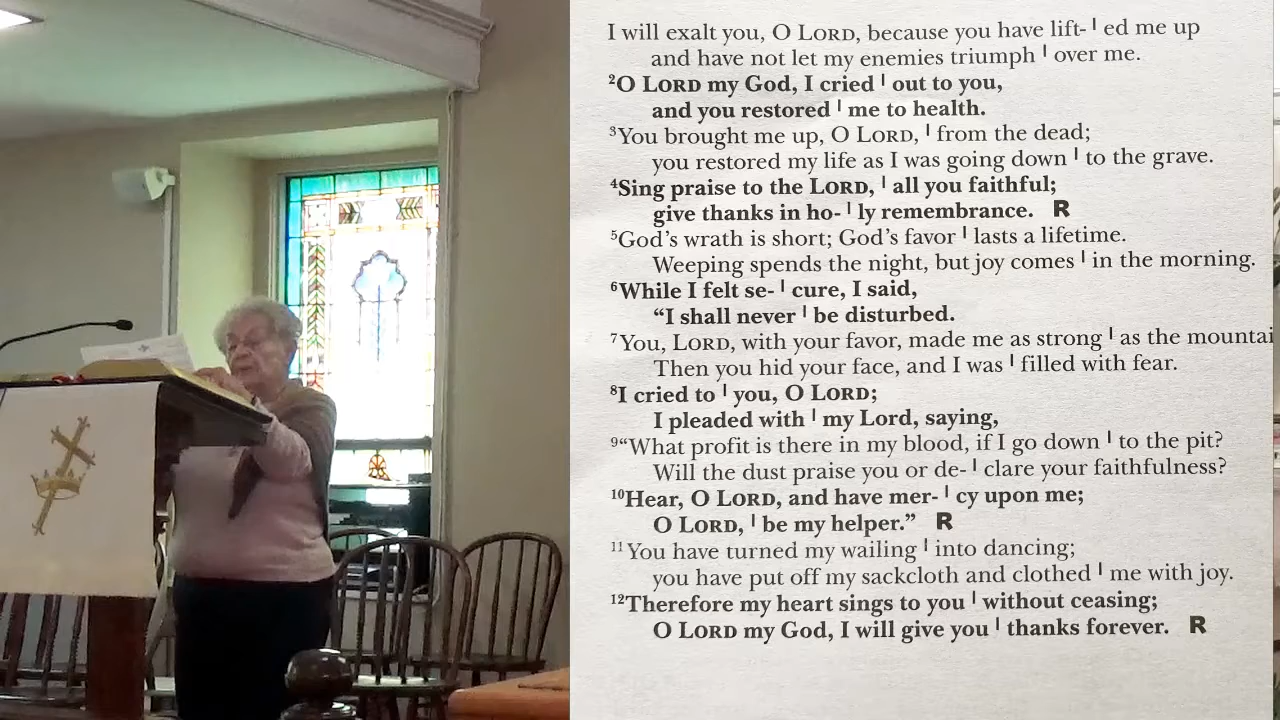 I will exalt you, O LORD, because you have lift- | ed me up
and have not let my enemies triumph | over me.
²O LORD my God, I cried | out to you,
and you restored | me to health.
³You brought me up, O LORD, | from the dead;
you restored my life as I was going down | to the grave.
⁴Sing praise to the LORD, | all you faithful;
give thanks in ho- | ly remembrance. R
⁵God's wrath is short; God's favor | lasts a lifetime.
Weeping spends the night, but joy comes | in the morning.
⁶While I felt se- | cure, I said,
“I shall never | be disturbed.
⁷You, LORD, with your favor, made me as strong | as the mountai
Then you hid your face, and I was | filled with fear.
⁸I cried to | you, O LORD;
I pleaded with | my Lord, saying,
⁹“What profit is there in my blood, if I go down | to the pit?
Will the dust praise you or de- | clare your faithfulness?
¹⁰Hear, O LORD, and have mer- | cy upon me;
O LORD, | be my helper.” R
¹¹You have turned my wailing | into dancing;
you have put off my sackcloth and clothed | me with joy.
¹²Therefore my heart sings to you | without ceasing;
O LORD my God, I will give you | thanks forever. R